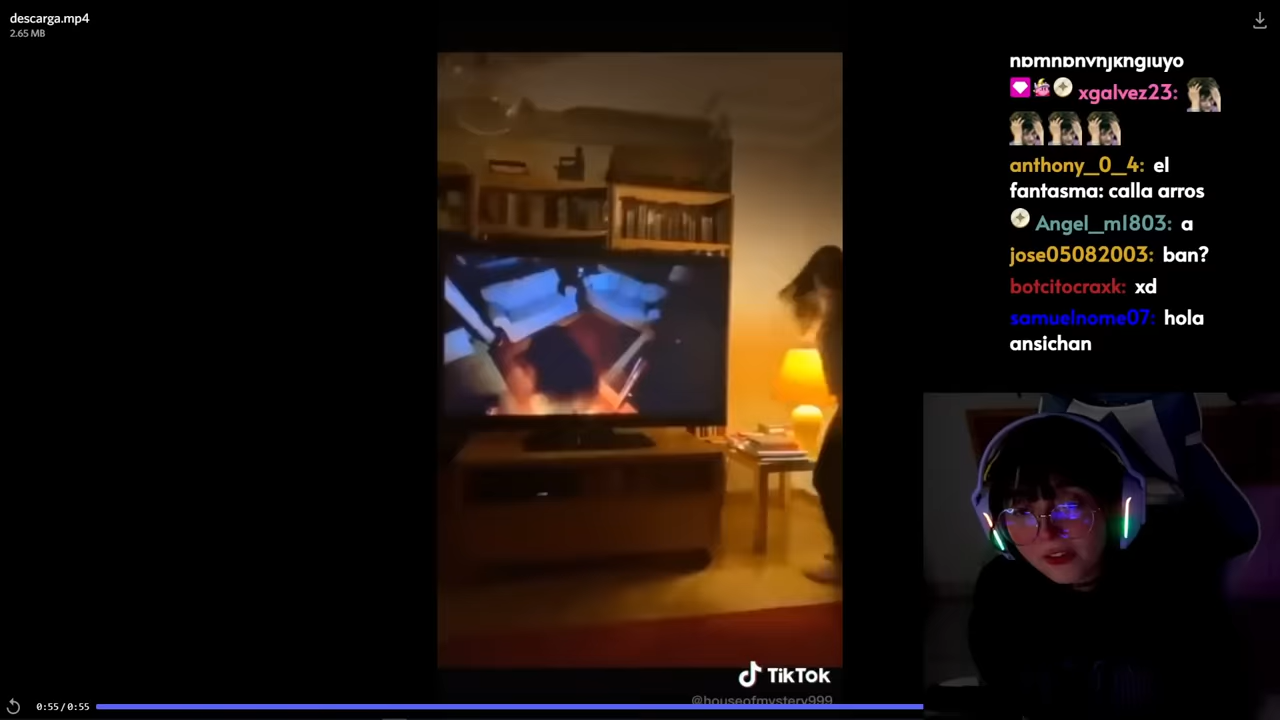 descarga.mp4
2.65 MB
nbmnbnvnjkngiuyo
xgalvez23:
anthony_0_4: el
fantasma: calla arros
Angel_ml803: a
jose05082003: ban?
botcitocraxk: xd
samuelnome07: hola
ansichan
TikTok
@houseofmystery999
0:55/0:55